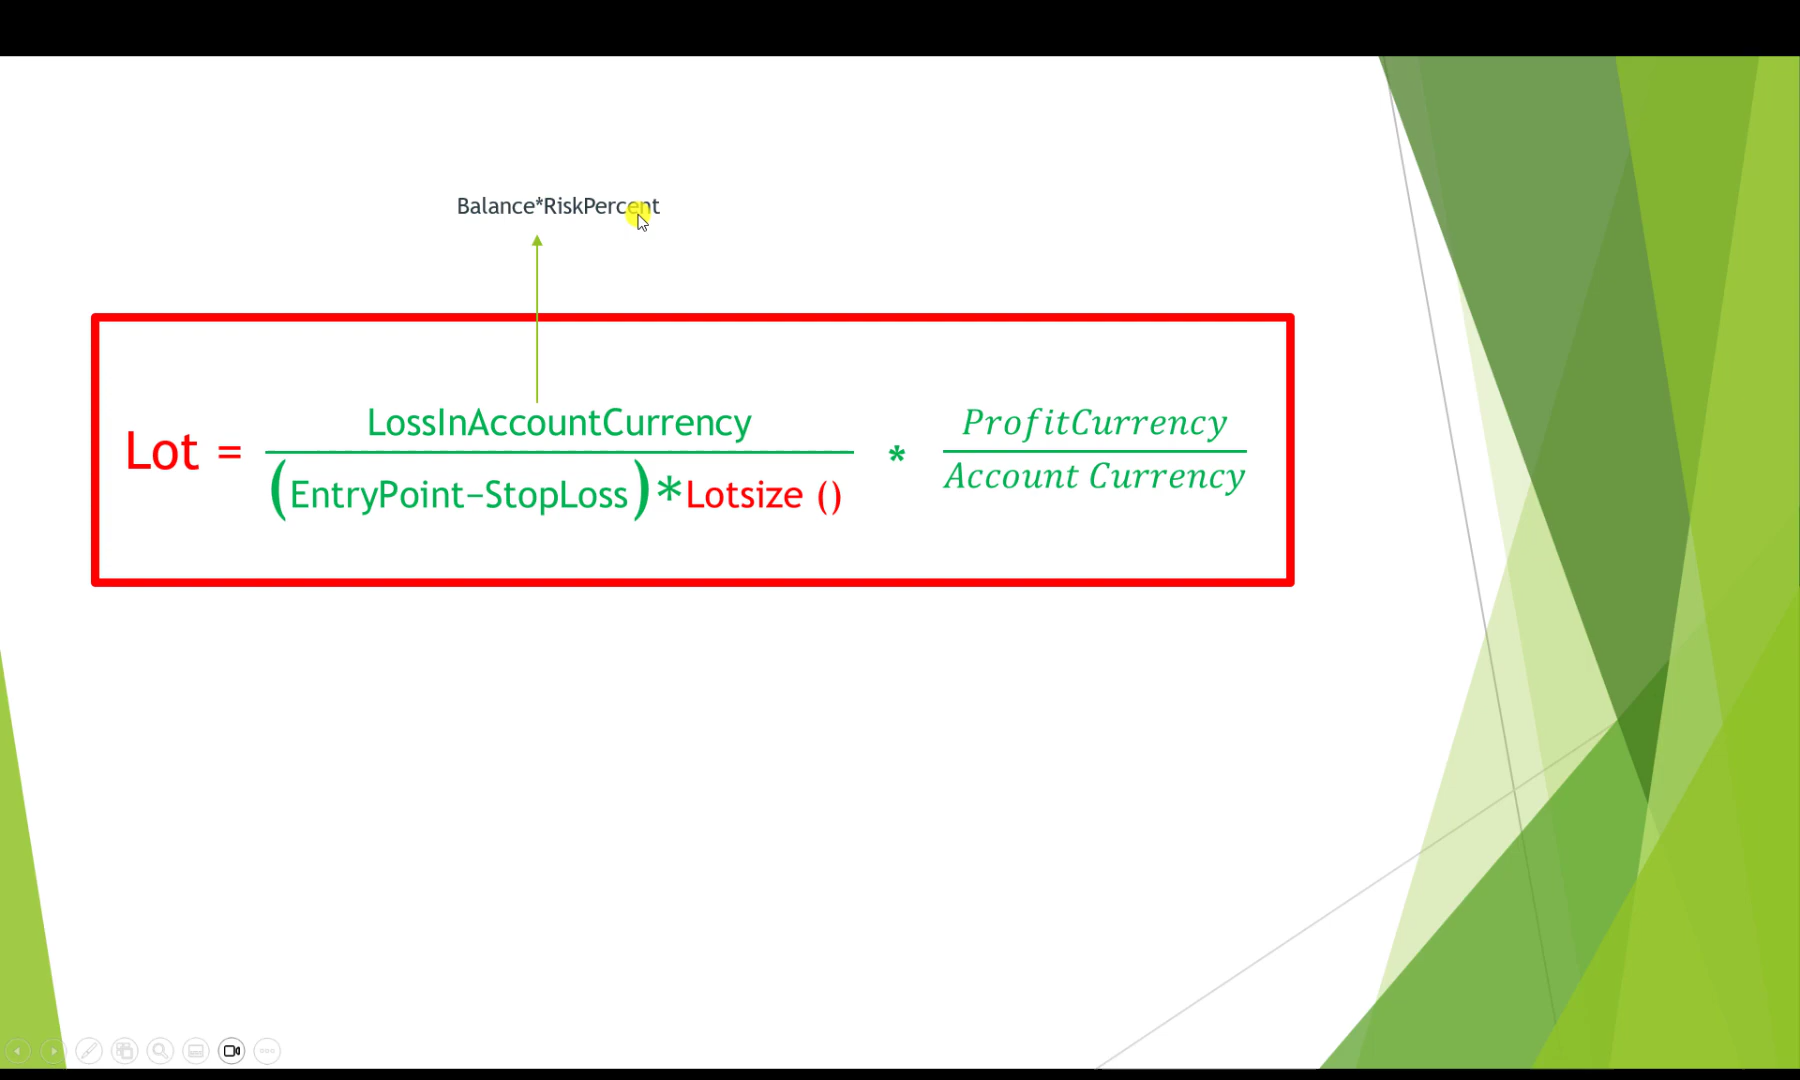 Balance*RiskPercent
Lot = LossInAccountCurrency / (EntryPoint−StopLoss)*Lotsize () * ProfitCurrency / Account Currency